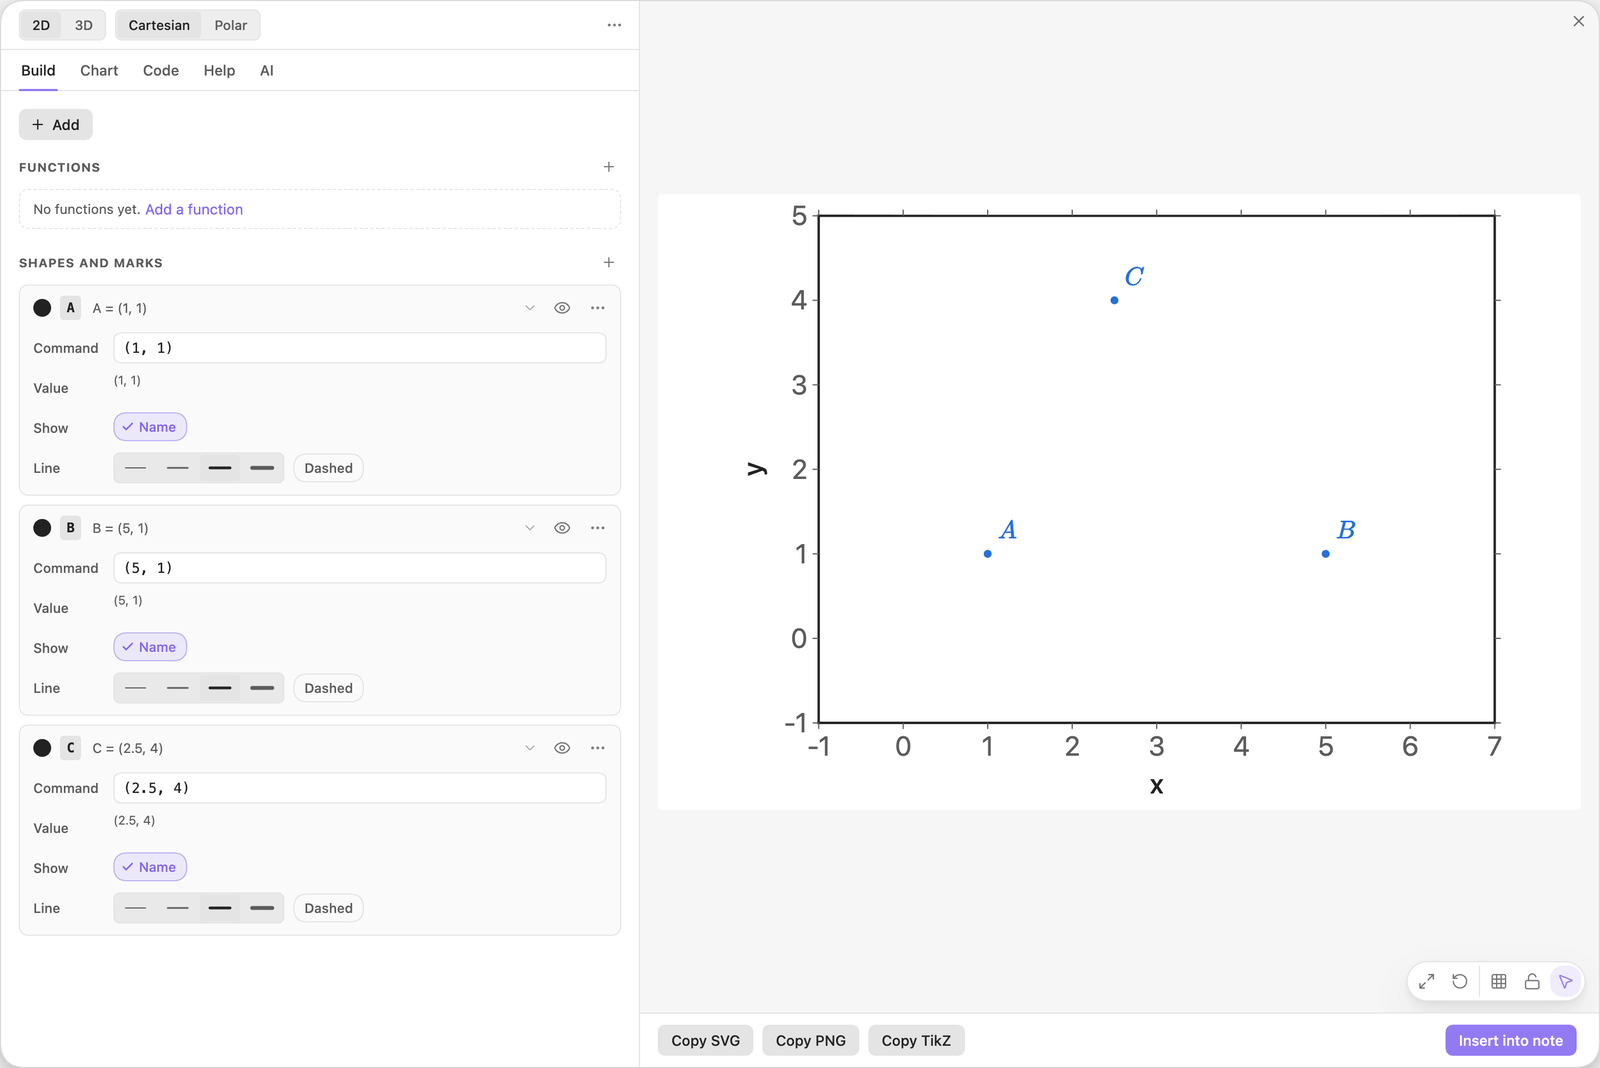 2D 3D Cartesian Polar
Build Chart Code Help AI
+ Add
FUNCTIONS
No functions yet. Add a function
SHAPES AND MARKS
A A = (1, 1)
Command (1, 1)
Value (1, 1)
Show Name
Line Dashed
B B = (5, 1)
Command (5, 1)
Value (5, 1)
Show Name
Line Dashed
C C = (2.5, 4)
Command (2.5, 4)
Value (2.5, 4)
Show Name
Line Dashed
5
C
4
3
y 2
A B
1
0
-1
-1 0 1 2 3 4 5 6 7
x
Copy SVG Copy PNG Copy TikZ Insert into note